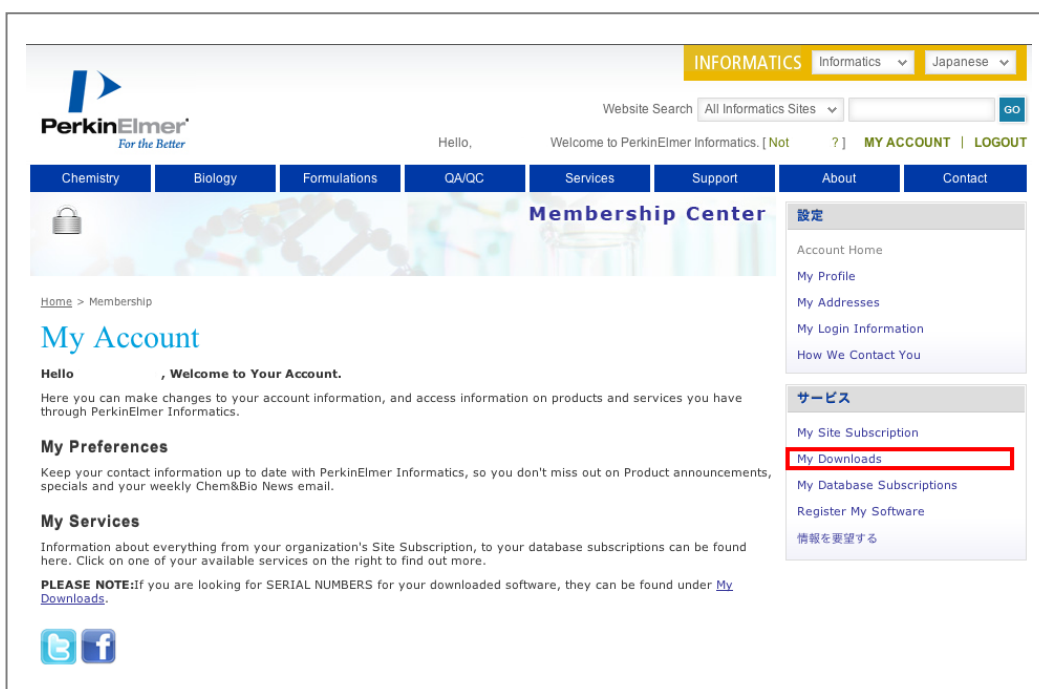 INFORMATICS Informatics Japanese
PerkinElmer
For the Better
Website Search All Informatics Sites GO
Hello, Welcome to PerkinElmer Informatics. [ Not ? ] MY ACCOUNT | LOGOUT
Chemistry Biology Formulations QA/QC Services Support About Contact
Membership Center
Home > Membership
My Account
Hello , Welcome to Your Account.
Here you can make changes to your account information, and access information on products and services you have
through PerkinElmer Informatics.
My Preferences
Keep your contact information up to date with PerkinElmer Informatics, so you don't miss out on Product announcements,
specials and your weekly Chem&Bio News email.
My Services
Information about everything from your organization's Site Subscription, to your database subscriptions can be found
here. Click on one of your available services on the right to find out more.
PLEASE NOTE:If you are looking for SERIAL NUMBERS for your downloaded software, they can be found under My
Downloads.
設定
Account Home
My Profile
My Addresses
My Login Information
How We Contact You
サービス
My Site Subscription
My Downloads
My Database Subscriptions
Register My Software
情報を要望する